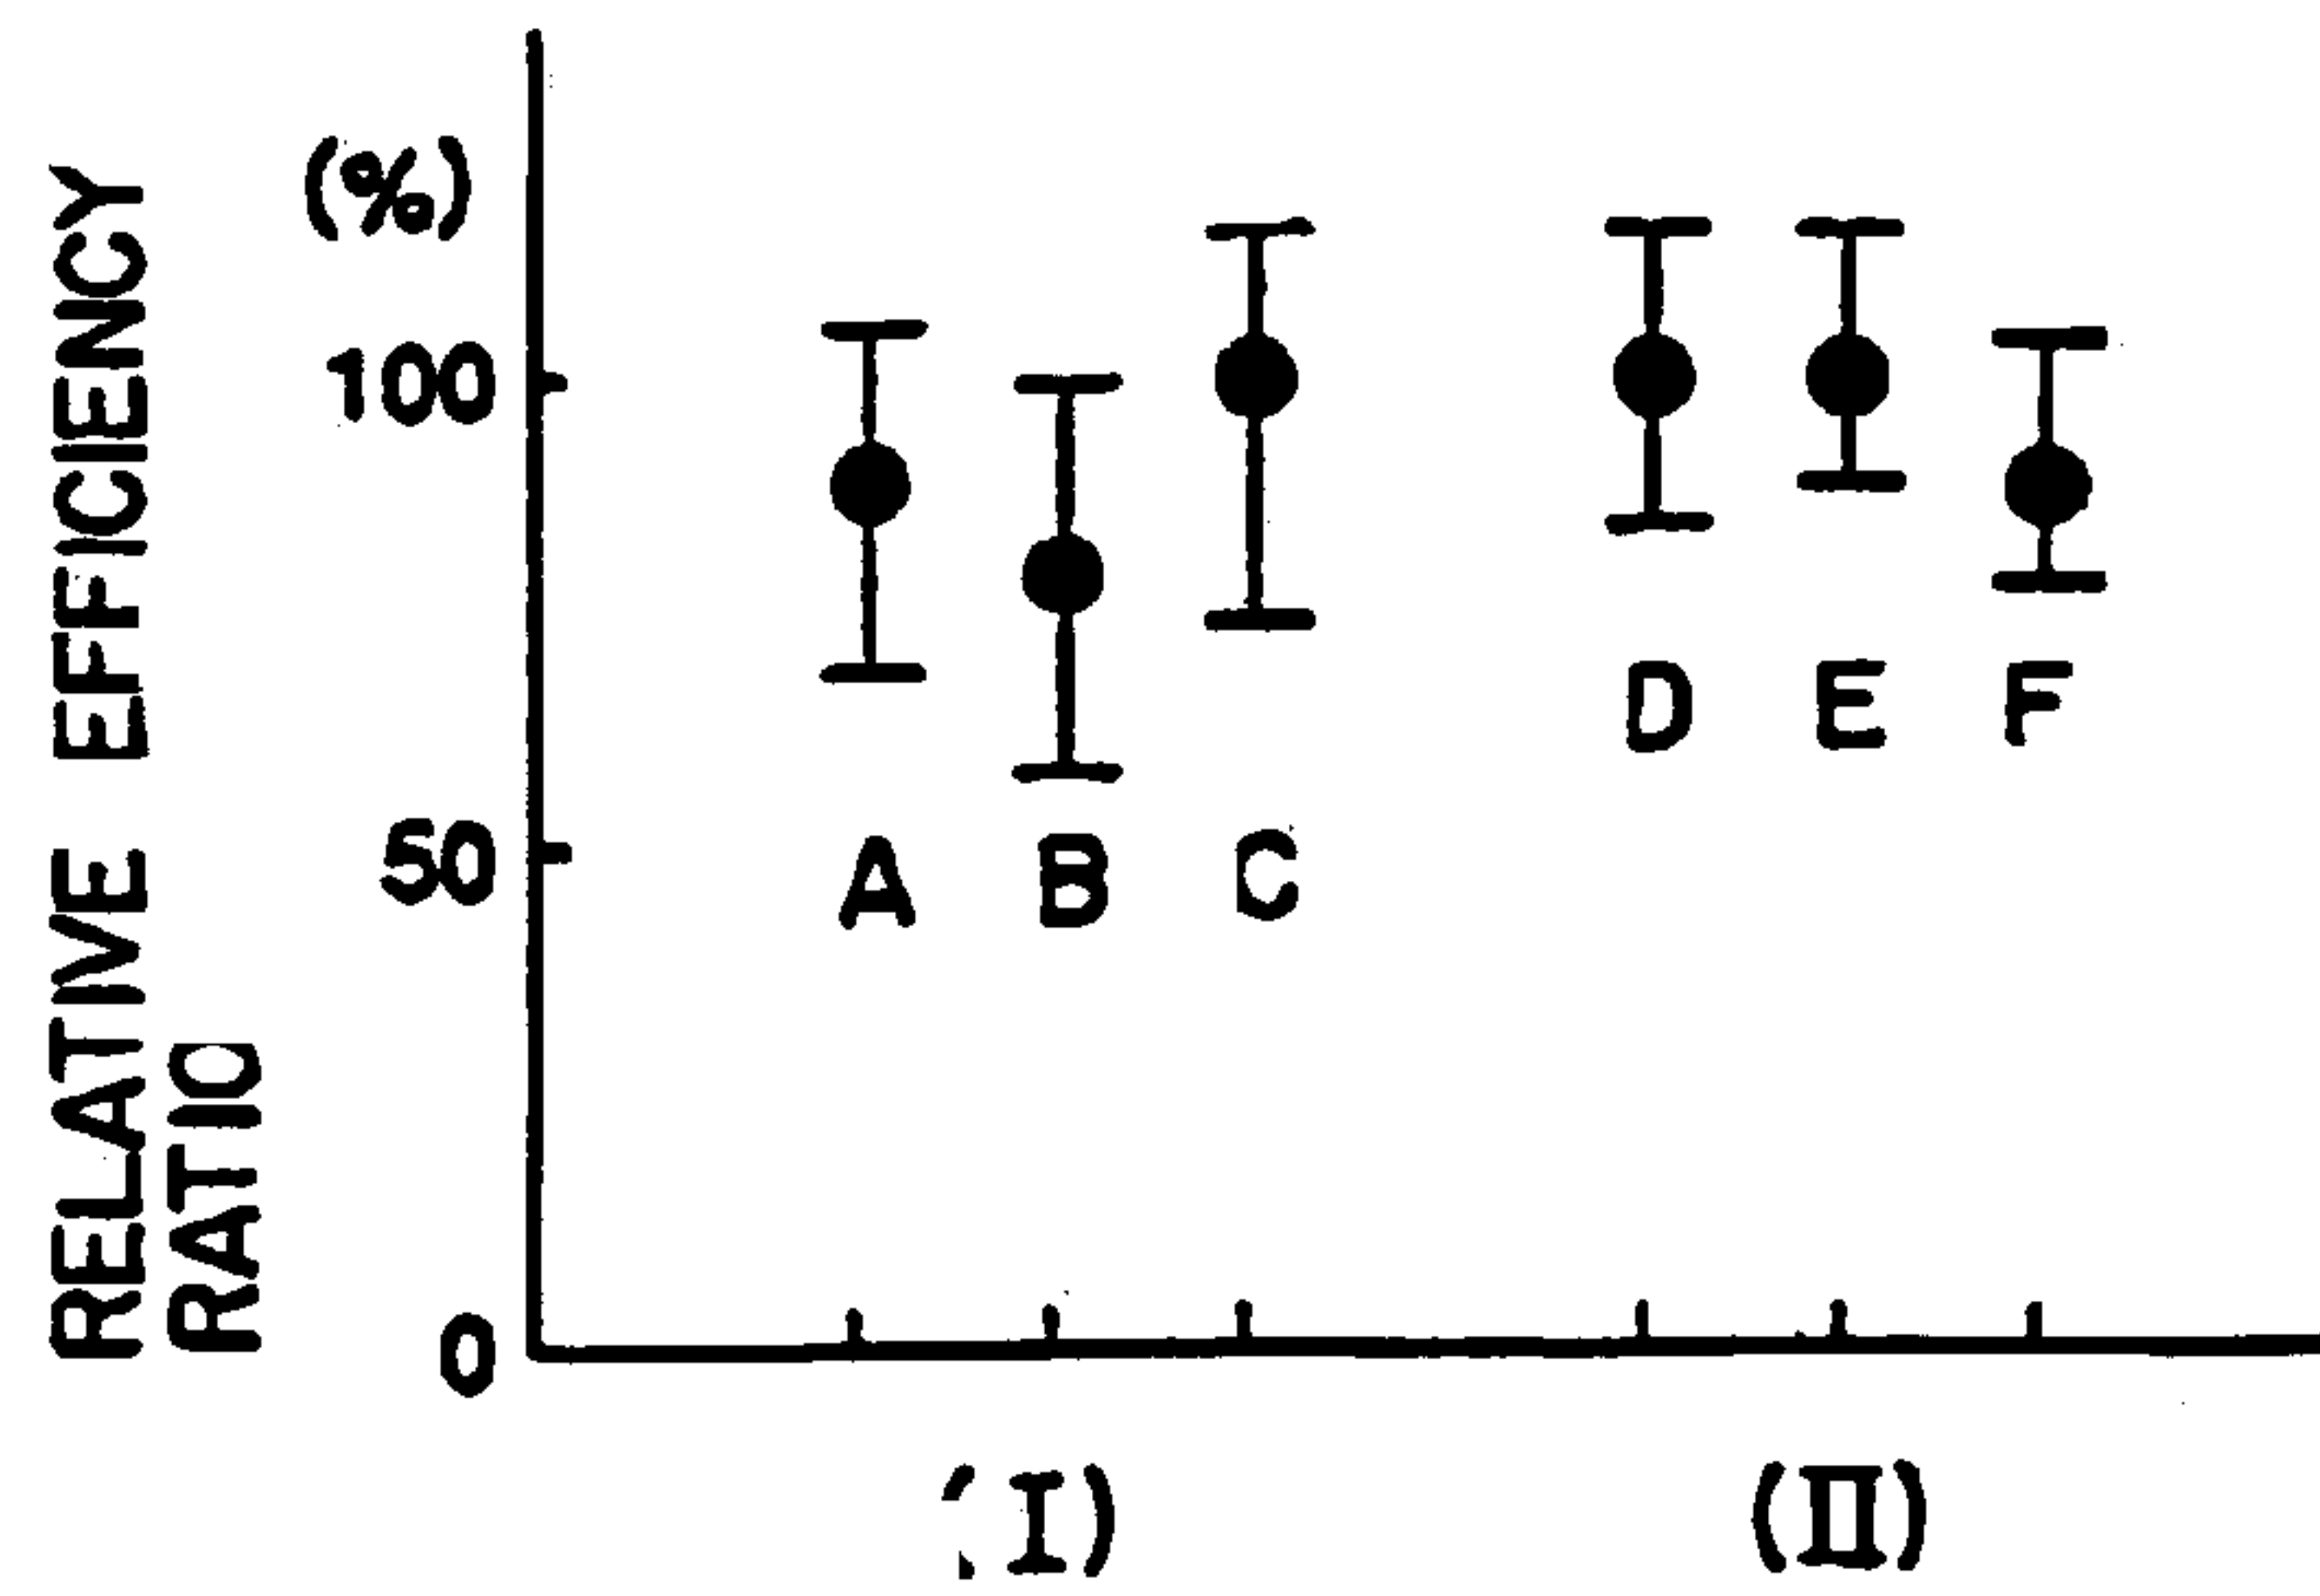 RELATIVE EFFICIENCY
RATIO
(%)
100
50
0
A B C
D E F
(I)
(II)